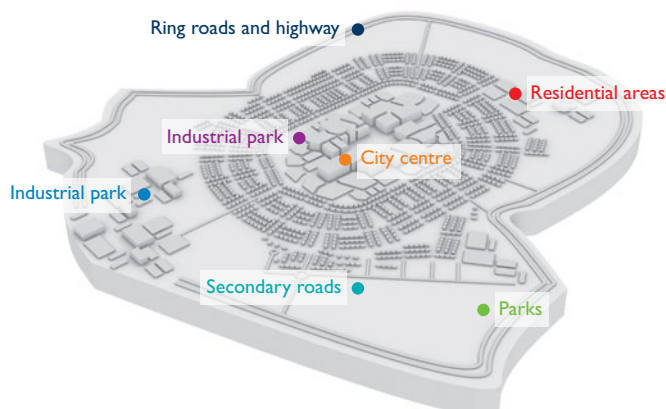 Ring roads and highway
Residential areas
Industrial park
City centre
Industrial park
Secondary roads
Parks